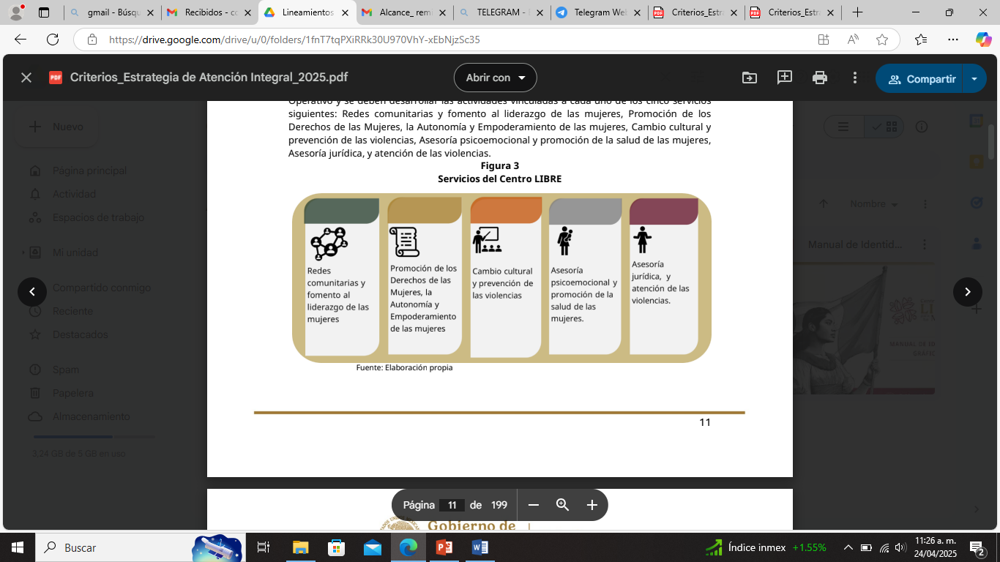 gmail - Búsqu
Recibidos - co
Lineamientos
Alcance_ rem
TELEGRAM -
Telegram Web
Criterios_Estra
Criterios_Estra
https://drive.google.com/drive/u/0/folders/1fnT7tqPXiRRk30U970VhY-xEbNjzSc35
PDF
Criterios_Estrategia de Atención Integral_2025.pdf
Abrir con
Compartir
Nuevo
Página principal
Actividad
Espacios de trabajo
Mi unidad
Compartido conmigo
Reciente
Destacados
Spam
Papelera
Almacenamiento
3,24 GB de 5 GB en uso
Nombre
Manual de Identid...
MANUAL DE ID
Operativo y se deben desarrollar las actividades vinculadas a cada uno de los cinco servicios
siguientes: Redes comunitarias y fomento al liderazgo de las mujeres, Promoción de los
Derechos de las Mujeres, la Autonomía y Empoderamiento de las mujeres, Cambio cultural y
prevención de las violencias, Asesoría psicoemocional y promoción de la salud de las mujeres,
Asesoría jurídica, y atención de las violencias.
Figura 3
Servicios del Centro LIBRE
Redes
comunitarias y
fomento al
liderazgo de las
mujeres
Promoción de los
Derechos de las
Mujeres, la
Autonomía y
Empoderamiento
de las mujeres
Cambio cultural
y prevención de
las violencias
Asesoría
psicoemocional y
promoción de la
salud de las
mujeres.
Asesoría
jurídica, y
atención de las
violencias.
Fuente: Elaboración propia
11
Página 11 de 199
Gobierno de
Buscar
Índice inmex +1.55%
11:26 a. m.
24/04/2025
2